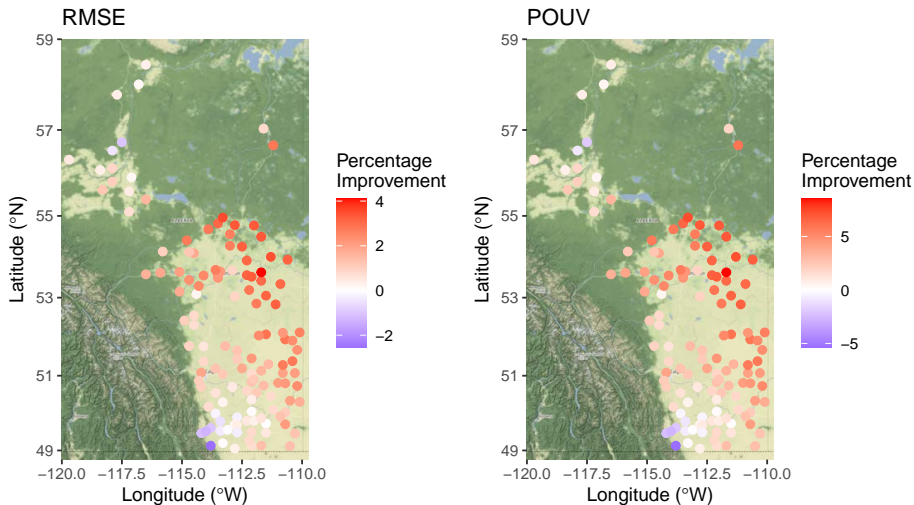 RMSE
POUV
59
57
55
53
51
49
Latitude (°N)
−120.0
−117.5
−115.0
−112.5
−110.0
Longitude (°W)
Percentage
Improvement
4
2
0
−2
59
57
55
53
51
49
Latitude (°N)
−120.0
−117.5
−115.0
−112.5
−110.0
Longitude (°W)
Percentage
Improvement
5
0
−5